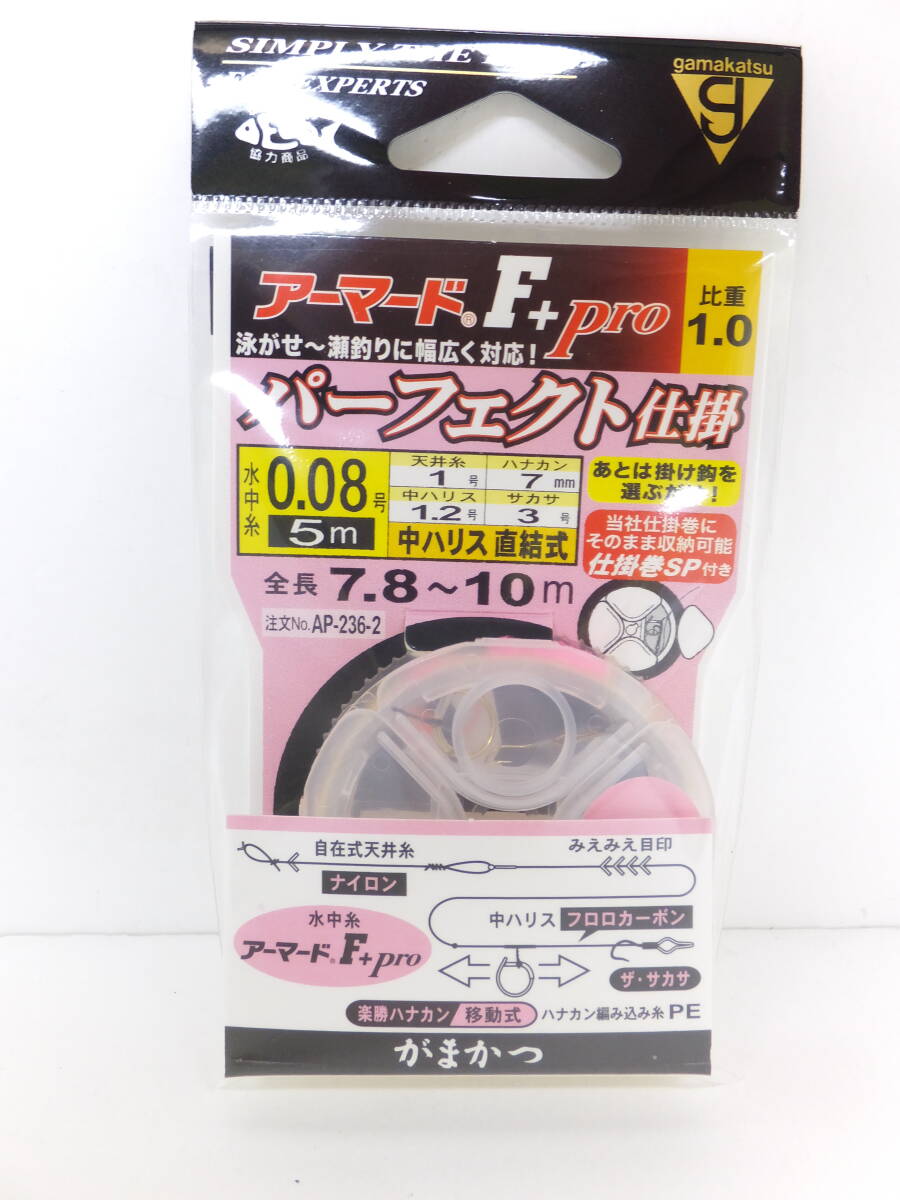 SIMPLY THE
EXPERTS
協力商品
gamakatsu
アーマード® F+ pro
比重
1.0
泳がせ～瀬釣りに幅広く対応!
パーフェクト仕掛
水中糸
0.08号
5m
天井糸
1号
ハナカン
7mm
中ハリス
1.2号
サカサ
3号
中ハリス 直結式
あとは掛け鈎を
選ぶだけ!
当社仕掛巻に
そのまま収納可能
仕掛巻SP付き
全長 7.8～10m
注文No. AP-236-2
自在式天井糸
ナイロン
みえみえ目印
水中糸
アーマード® F+ pro
中ハリス フロロカーボン
ザ・サカサ
楽勝ハナカン/移動式 ハナカン編み込み糸 PE
がまかつ